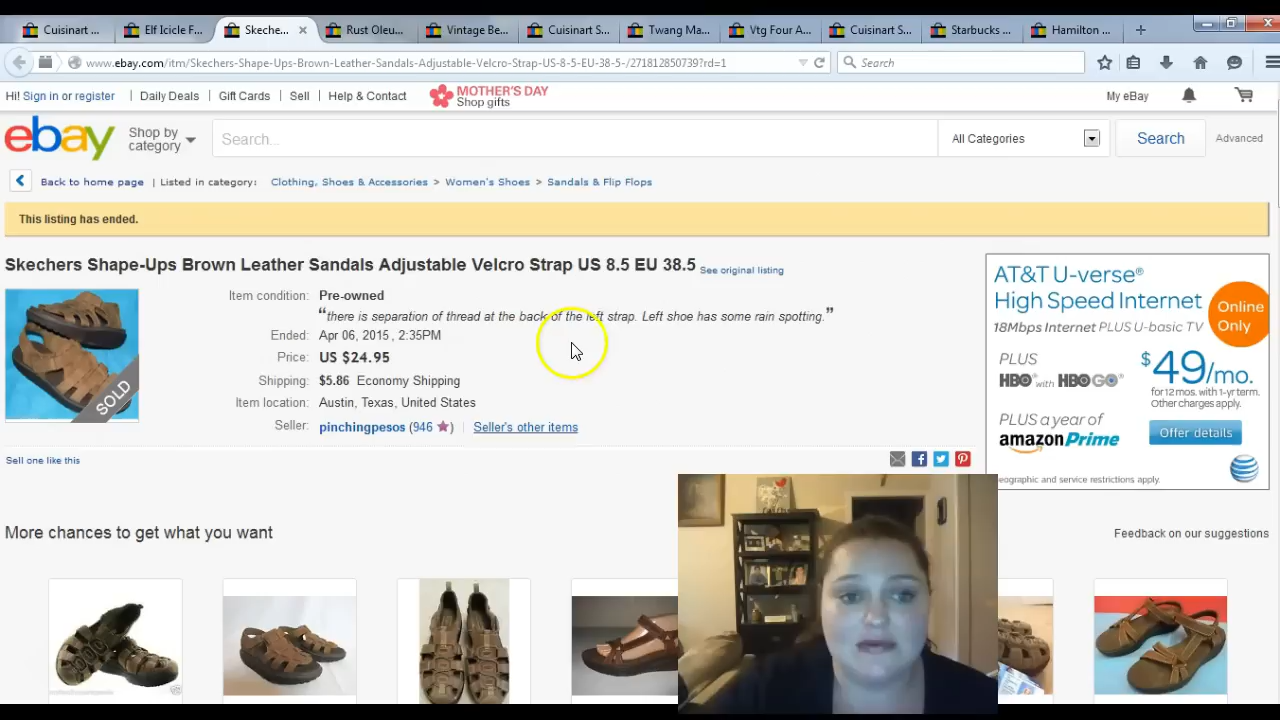 Cuisinart ...
Elf Icicle F...
Skeche...
Rust Oleu...
Vintage Be...
Cuisinart S...
Twang Ma...
Vtg Four A...
Cuisinart S...
Starbucks ...
Hamilton ...
www.ebay.com/itm/Skechers-Shape-Ups-Brown-Leather-Sandals-Adjustable-Velcro-Strap-US-8-5-EU-38-5-/271812850739?rd=1
Search
Hi! Sign in or register | Daily Deals | Gift Cards | Sell | Help & Contact
MOTHER'S DAY
Shop gifts
My eBay
ebay
Shop by
category
Search...
All Categories
Search
Advanced
Back to home page | Listed in category: Clothing, Shoes & Accessories > Women's Shoes > Sandals & Flip Flops
This listing has ended.
Skechers Shape-Ups Brown Leather Sandals Adjustable Velcro Strap US 8.5 EU 38.5 See original listing
SOLD
Item condition: Pre-owned
"there is separation of thread at the back of the left strap. Left shoe has some rain spotting."
Ended: Apr 06, 2015 , 2:35PM
Price: US $24.95
Shipping: $5.86 Economy Shipping
Item location: Austin, Texas, United States
Seller: pinchingpesos (946 ) | Seller's other items
Sell one like this
AT&T U-verse®
High Speed Internet
18Mbps Internet PLUS U-basic TV
Online
Only
PLUS
HBO® with HBO GO®
PLUS a year of
amazonPrime
$49/mo.
for 12 mos. with 1-yr term.
Other charges apply.
Offer details
eographic and service restrictions apply.
More chances to get what you want
Feedback on our suggestions